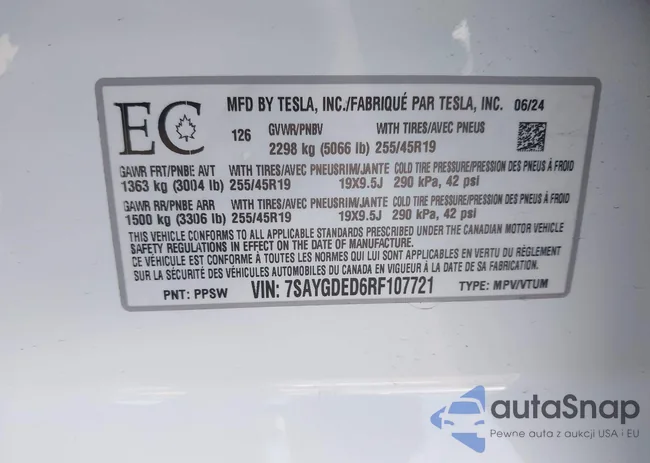 EC
MFD BY TESLA, INC./FABRIQUÉ PAR TESLA, INC. 06/24
126 GVWR/PNBV WITH TIRES/AVEC PNEUS
2298 kg (5066 lb) 255/45R19
GAWR FRT/PNBE AVT WITH TIRES/AVEC PNEUS RIM/JANTE COLD TIRE PRESSURE/PRESSION DES PNEUS À FROID
1363 kg (3004 lb) 255/45R19 19X9.5J 290 kPa, 42 psi
GAWR RR/PNBE ARR WITH TIRES/AVEC PNEUS RIM/JANTE COLD TIRE PRESSURE/PRESSION DES PNEUS À FROID
1500 kg (3306 lb) 255/45R19 19X9.5J 290 kPa, 42 psi
THIS VEHICLE CONFORMS TO ALL APPLICABLE STANDARDS PRESCRIBED UNDER THE CANADIAN MOTOR VEHICLE
SAFETY REGULATIONS IN EFFECT ON THE DATE OF MANUFACTURE.
CE VÉHICULE EST CONFORME À TOUTES LES NORMES QUI LUI SONT APPLICABLES EN VERTU DU RÈGLEMENT
SUR LA SÉCURITÉ DES VÉHICULES AUTOMOBILES DU CANADA EN VIGUEUR À LA DATE DE SA FABRICATION.
PNT: PPSW VIN: 7SAYGDED6RF107721 TYPE: MPV/VTUM
autaSnap
Pewne auta z aukcji USA i EU